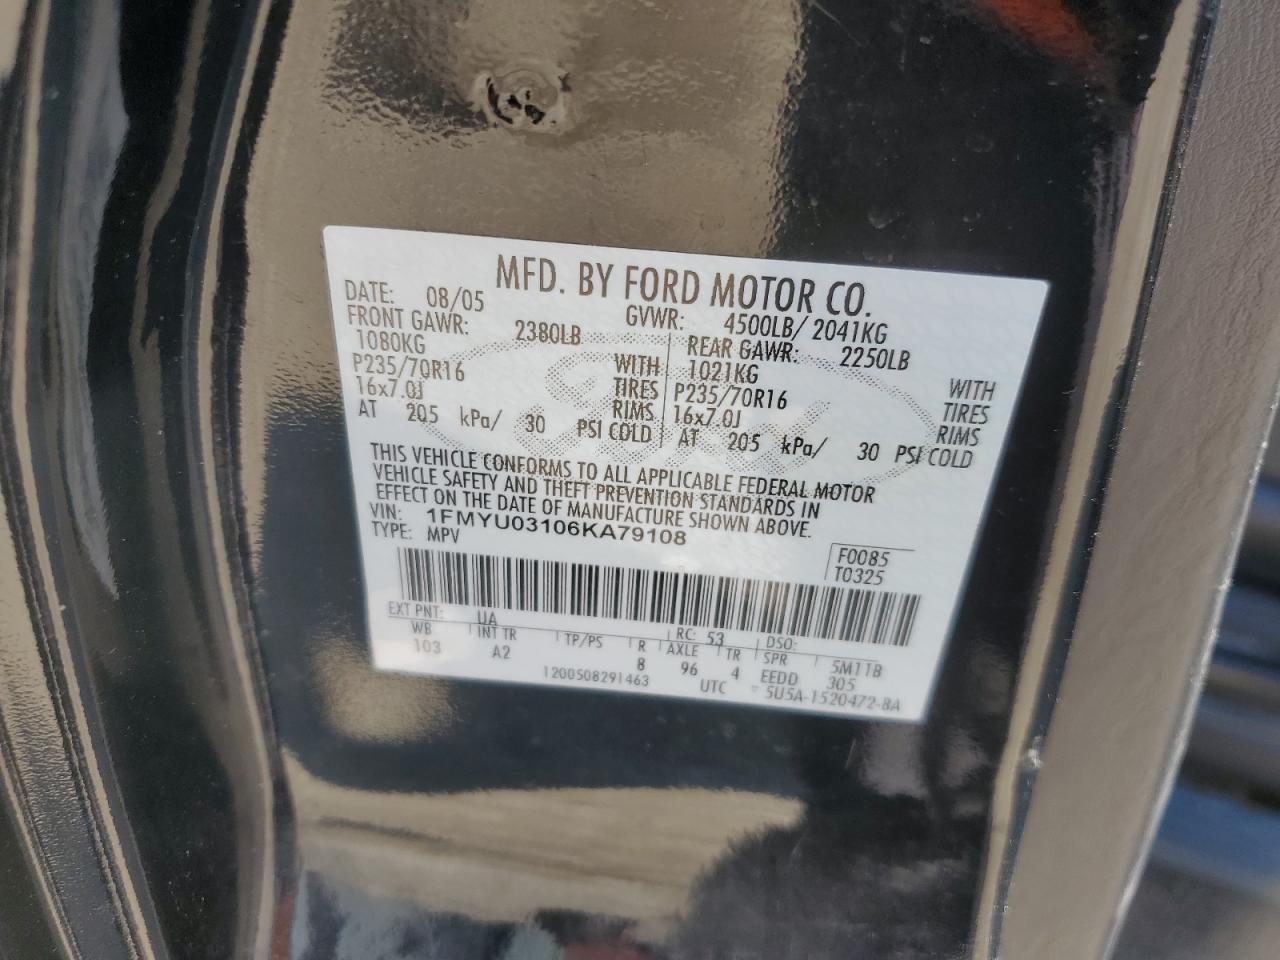 MFD. BY FORD MOTOR CO.
DATE: 08/05 GVWR: 4500LB/ 2041KG
FRONT GAWR: 2380LB REAR GAWR: 2250LB
1080KG WITH 1021KG WITH
P235/70R16 TIRES P235/70R16 TIRES
16x7.0J RIMS 16x7.0J RIMS
AT 205 kPa/ 30 PSI COLD AT 205 kPa/ 30 PSI COLD
THIS VEHICLE CONFORMS TO ALL APPLICABLE FEDERAL MOTOR
VEHICLE SAFETY AND THEFT PREVENTION STANDARDS IN
EFFECT ON THE DATE OF MANUFACTURE SHOWN ABOVE.
VIN: 1FMYU03106KA79108
TYPE: MPV
F0085
T0325
EXT PNT: UA RC: 53 DSO:
WB INT TR TP/PS R AXLE TR SPR 5M11B
103 A2 8 96 4 EEDD 305
1200508291463 UTC 5U5A-1520472-BA
Ford